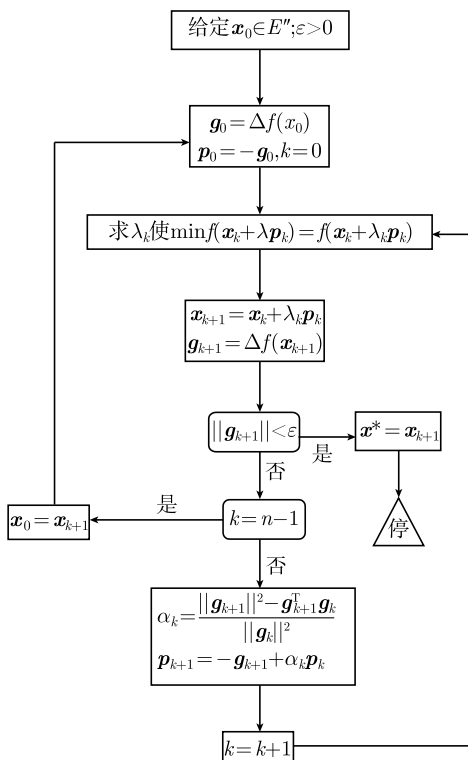 给定x₀∈E″;ε>0
g₀=Δf(x₀)
p₀=−g₀,k=0
求λₖ使minf(xₖ+λpₖ)=f(xₖ+λₖpₖ)
xₖ₊₁=xₖ+λₖpₖ
gₖ₊₁=Δf(xₖ₊₁)
||gₖ₊₁||<ε
是
x*=xₖ₊₁
否
停
k=n−1
是
x₀=xₖ₊₁
否
αₖ=(||gₖ₊₁||²−gᵀₖ₊₁gₖ)/||gₖ||²
pₖ₊₁=−gₖ₊₁+αₖpₖ
k=k+1